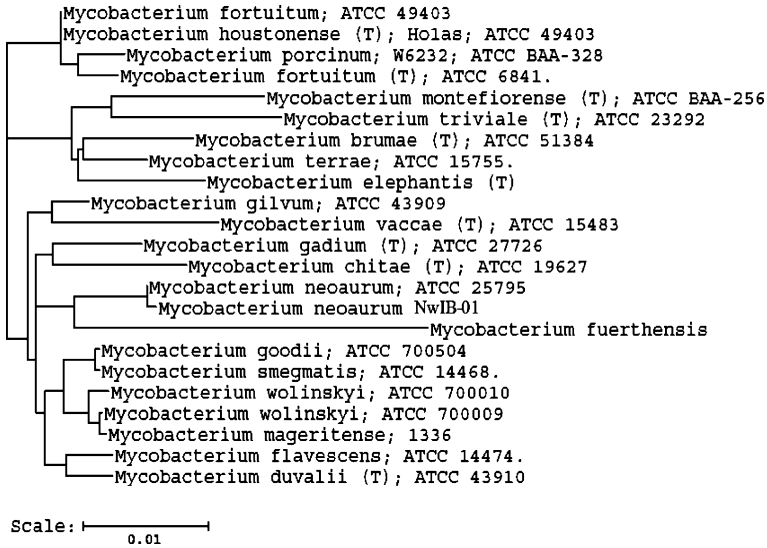 Mycobacterium fortuitum; ATCC 49403
Mycobacterium houstonense (T); Holas; ATCC 49403
Mycobacterium porcinum; W6232; ATCC BAA-328
Mycobacterium fortuitum (T); ATCC 6841.
Mycobacterium montefiorense (T); ATCC BAA-256
Mycobacterium triviale (T); ATCC 23292
Mycobacterium brumae (T); ATCC 51384
Mycobacterium terrae; ATCC 15755.
Mycobacterium elephantis (T)
Mycobacterium gilvum; ATCC 43909
Mycobacterium vaccae (T); ATCC 15483
Mycobacterium gadium (T); ATCC 27726
Mycobacterium chitae (T); ATCC 19627
Mycobacterium neoaurum; ATCC 25795
Mycobacterium neoaurum NwIB-01
Mycobacterium fuerthensis
Mycobacterium goodii; ATCC 700504
Mycobacterium smegmatis; ATCC 14468.
Mycobacterium wolinskyi; ATCC 700010
Mycobacterium wolinskyi; ATCC 700009
Mycobacterium mageritense; 1336
Mycobacterium flavescens; ATCC 14474.
Mycobacterium duvalii (T); ATCC 43910
Scale:
0.01